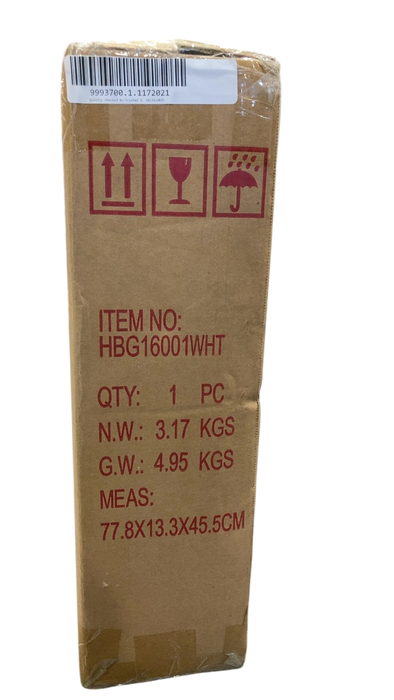 9993700.1.1172021
ITEM NO:
HBG16001WHT
QTY: 1 PC
N.W.: 3.17 KGS
G.W.: 4.95 KGS
MEAS:
77.8X13.3X45.5CM